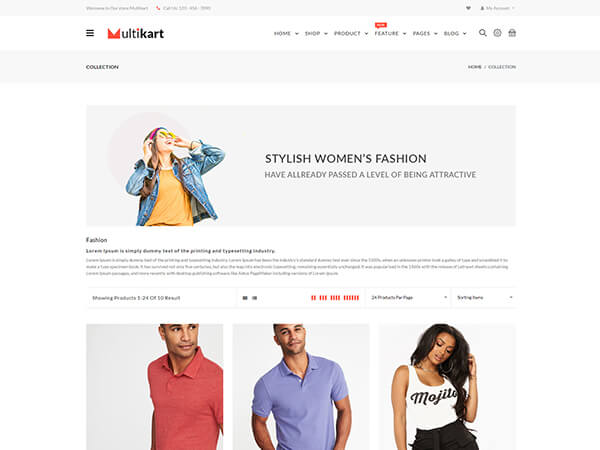 Welcome to Our store Multikart
Call Us: 123 - 456 - 7890
My Account
Multikart
HOME
SHOP
PRODUCT
NEW
FEATURE
PAGES
BLOG
COLLECTION
HOME / COLLECTION
STYLISH WOMEN'S FASHION
HAVE ALLREADY PASSED A LEVEL OF BEING ATTRACTIVE
Fashion
Lorem Ipsum is simply dummy text of the printing and typesetting industry.
Lorem Ipsum is simply dummy text of the printing and typesetting industry. Lorem Ipsum has been the industry's standard dummy text ever since the 1500s, when an unknown printer took a galley of type and scrambled it to
make a type specimen book. It has survived not only five centuries, but also the leap into electronic typesetting, remaining essentially unchanged. It was popularised in the 1960s with the release of Letraset sheets containing
Lorem Ipsum passages, and more recently with desktop publishing software like Aldus PageMaker including versions of Lorem Ipsum.
Showing Products 1-24 Of 10 Result
24 Products Par Page
Sorting Items
Mojito